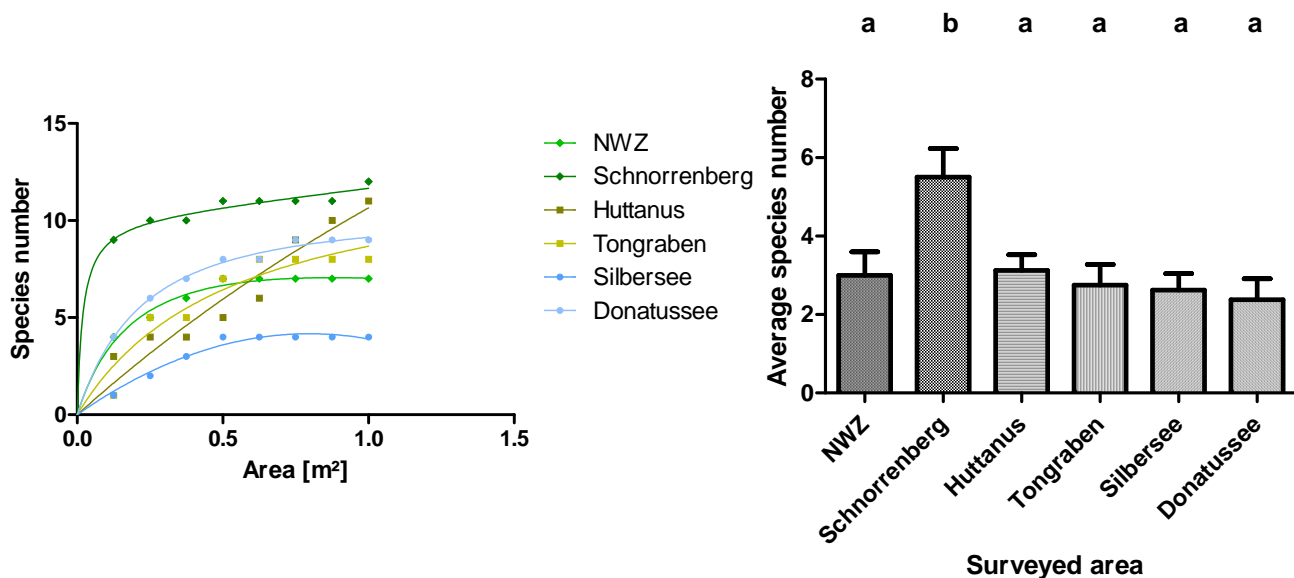 15
10
5
0
0.0 0.5 1.0 1.5
Species number
Area [m²]
NWZ
Schnorrenberg
Huttanus
Tongraben
Silbersee
Donatussee
a b a a a a
8
6
4
2
0
Average species number
NWZ
Schnorrenberg
Huttanus
Tongraben
Silbersee
Donatussee
Surveyed area